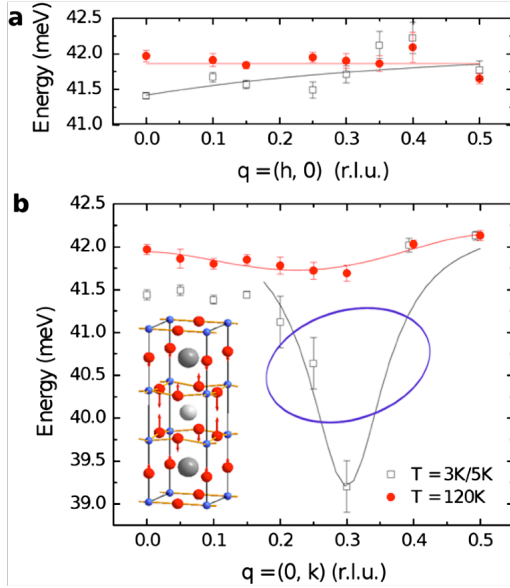 a
Energy (meV)
42.5
42.0
41.5
41.0
0.0 0.1 0.2 0.3 0.4 0.5
q = (h, 0) (r.l.u.)
b
Energy (meV)
42.5
42.0
41.5
41.0
40.5
40.0
39.5
39.0
T = 3K/5K
T = 120K
0.0 0.1 0.2 0.3 0.4 0.5
q = (0, k) (r.l.u.)